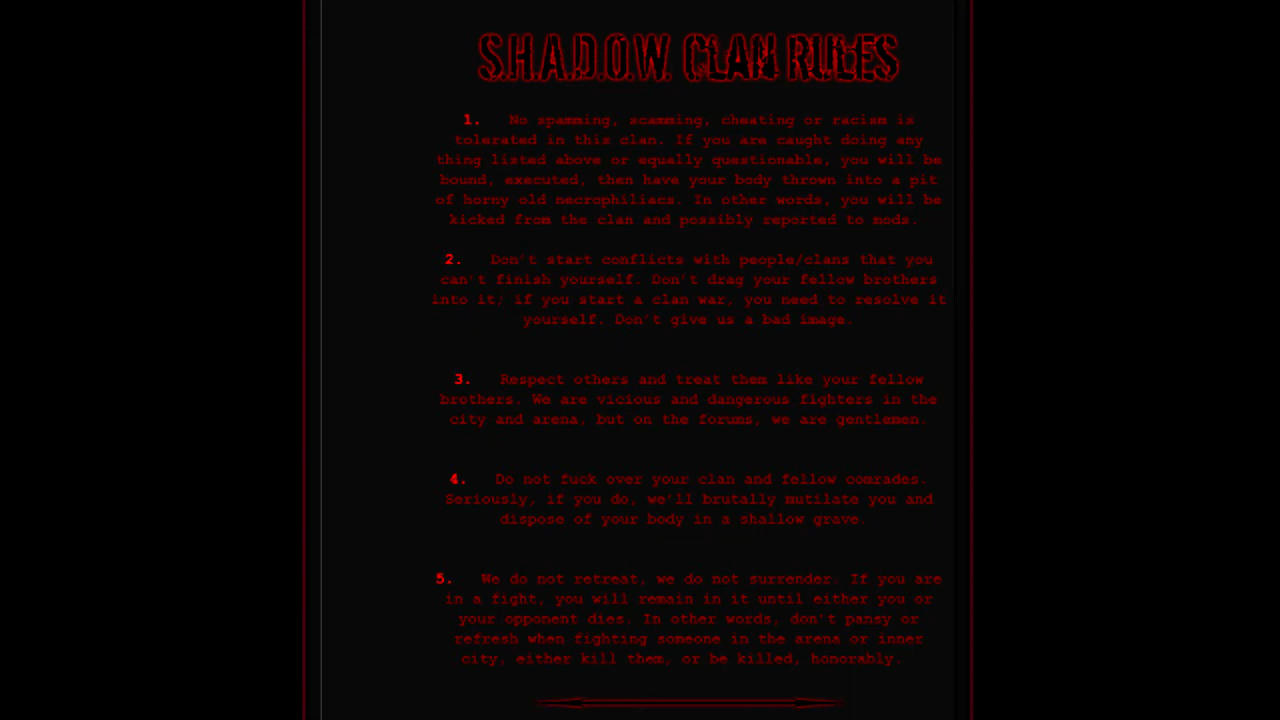 S.H.A.D.O.W. CLAN RULES
1. No spamming, scamming, cheating or racism is
tolerated in this clan. If you are caught doing any
thing listed above or equally questionable, you will be
bound, executed, then have your body thrown into a pit
of horny old necrophiliacs. In other words, you will be
kicked from the clan and possibly reported to mods.
2. Don't start conflicts with people/clans that you
can't finish yourself. Don't drag your fellow brothers
into it; if you start a clan war, you need to resolve it
yourself. Don't give us a bad image.
3. Respect others and treat them like your fellow
brothers. We are vicious and dangerous fighters in the
city and arena, but on the forums, we are gentlemen.
4. Do not fuck over your clan and fellow comrades.
Seriously, if you do, we'll brutally mutilate you and
dispose of your body in a shallow grave.
5. We do not retreat, we do not surrender. If you are
in a fight, you will remain in it until either you or
your opponent dies. In other words, don't pansy or
refresh when fighting someone in the arena or inner
city, either kill them, or be killed, honorably.